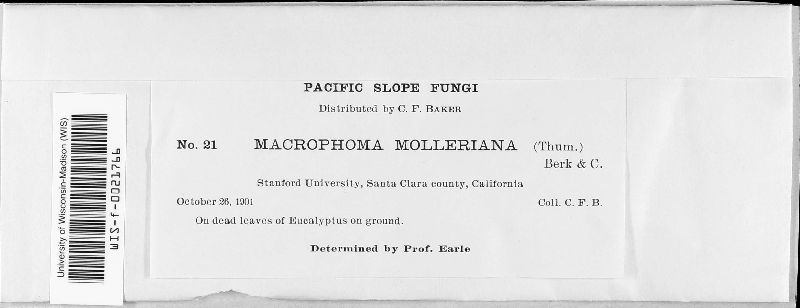 PACIFIC SLOPE FUNGI
Distributed by C. F. BAKER
No. 21 MACROPHOMA MOLLERIANA (Thum.)
Berk & C.
Stanford University, Santa Clara county, California
October 26, 1901 Coll. C. F. B.
On dead leaves of Eucalyptus on ground.
Determined by Prof. Earle
University of Wisconsin-Madison (WIS)
WIS-f-0021766